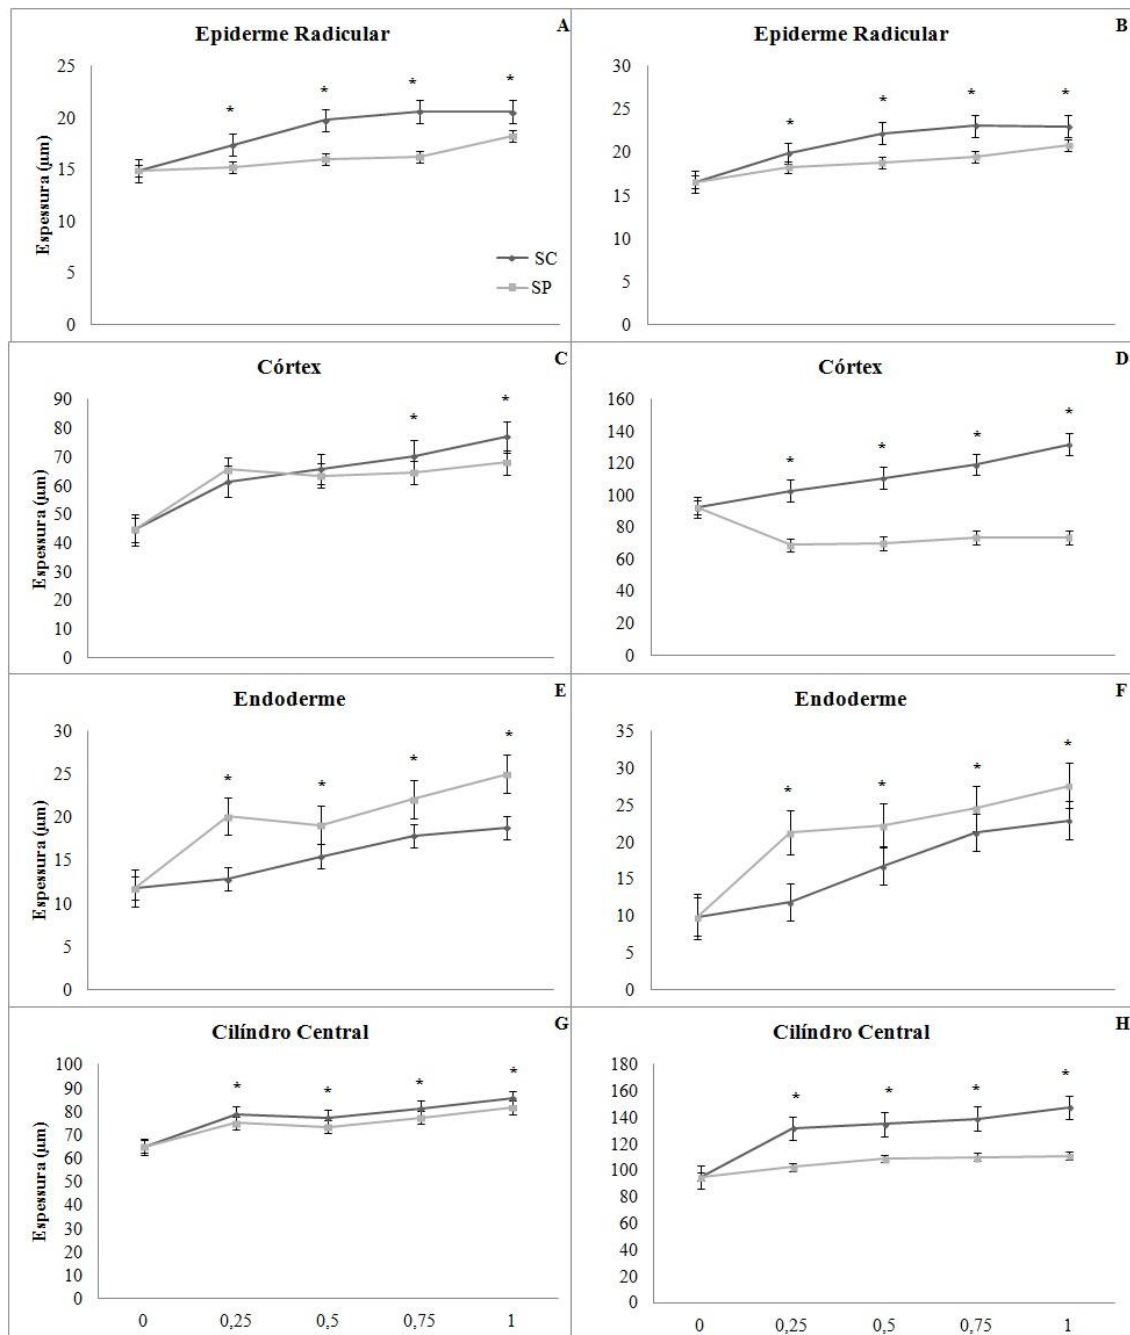 A
Epiderme Radicular
Espessura (µm)
25
20
15
10
5
0
* * * *
SC
SP
B
Epiderme Radicular
30
25
20
15
10
5
0
* * * *
C
Córtex
Espessura (µm)
90
80
70
60
50
40
30
20
10
0
* *
D
Córtex
160
140
120
100
80
60
40
20
0
* * * *
E
Endoderme
Espessura (µm)
30
25
20
15
10
5
0
* * * *
F
Endoderme
35
30
25
20
15
10
5
0
* * * *
G
Cilíndro Central
Espessura (µm)
100
90
80
70
60
50
40
30
20
10
0
* * * *
0 0,25 0,5 0,75 1
H
Cilíndro Central
180
160
140
120
100
80
60
40
20
0
* * * *
0 0,25 0,5 0,75 1